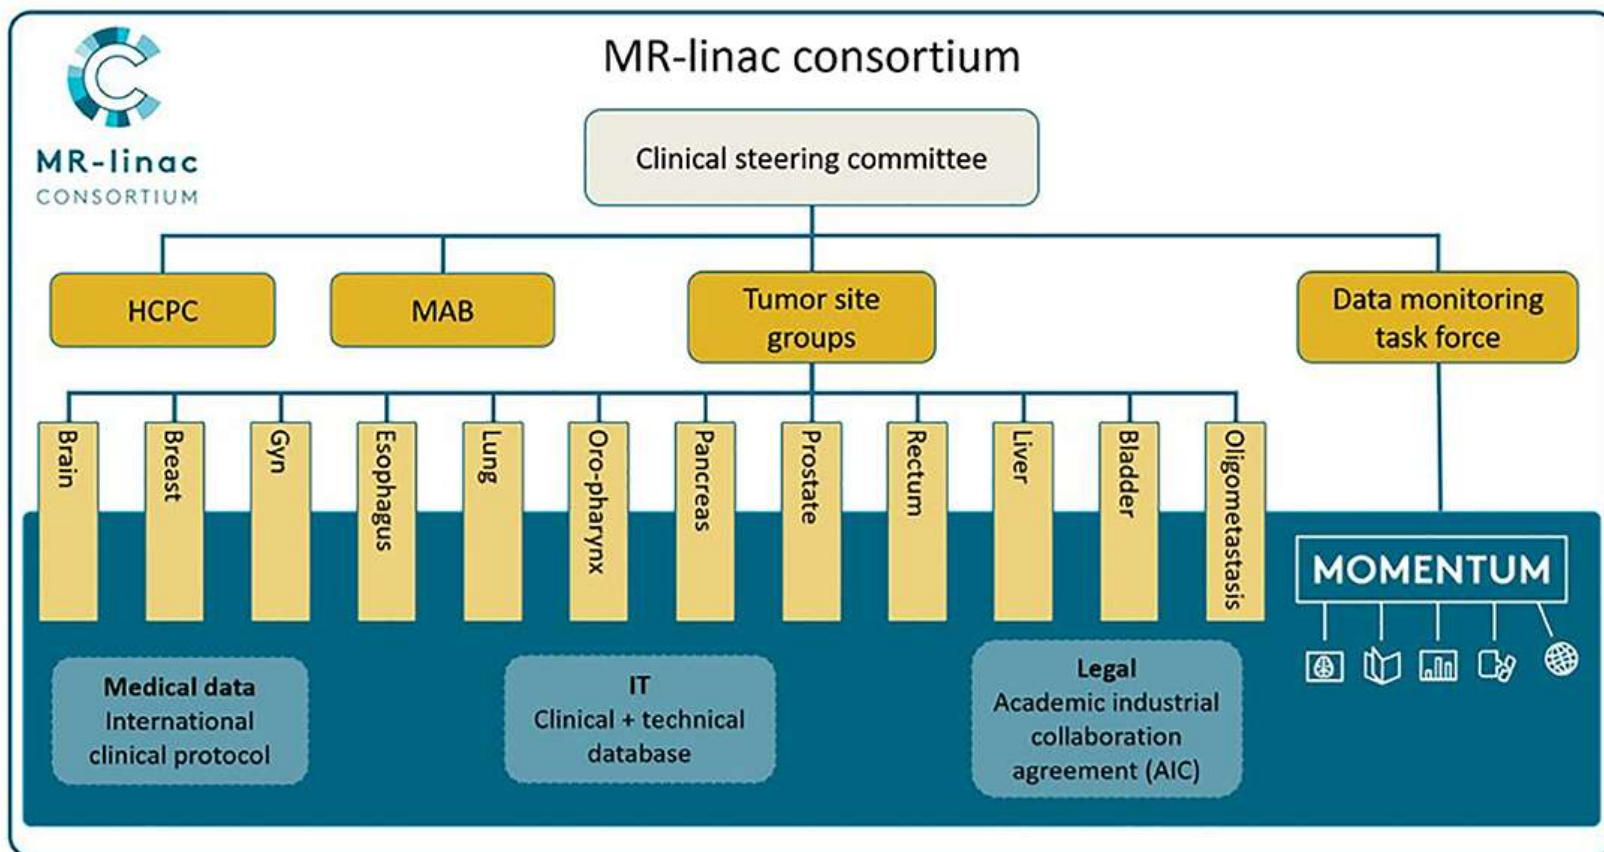 MR-linac consortium
C
MR-linac
CONSORTIUM
Clinical steering committee
HCPC
MAB
Tumor site
groups
Data monitoring
task force
Brain
Breast
Gyn
Esophagus
Lung
Oro-pharynx
Pancreas
Prostate
Rectum
Liver
Bladder
Oligometastasis
MOMENTUM
Medical data
International
clinical protocol
IT
Clinical + technical
database
Legal
Academic industrial
collaboration
agreement (AIC)